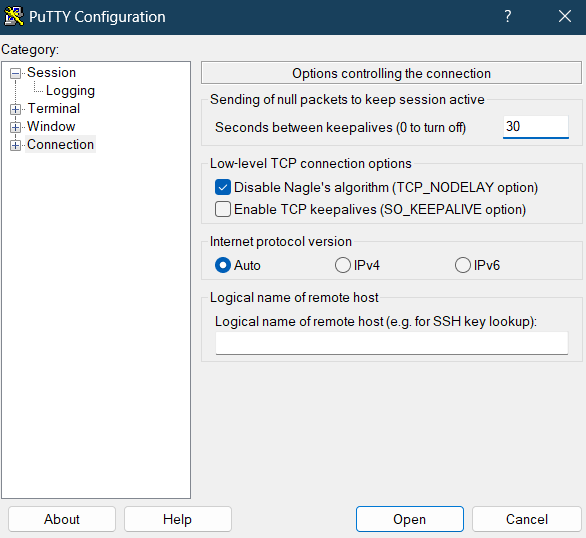 PuTTY Configuration
?
Category:
Session
Logging
Terminal
Window
Connection
Options controlling the connection
Sending of null packets to keep session active
Seconds between keepalives (0 to turn off) 30
Low-level TCP connection options
Disable Nagle's algorithm (TCP_NODELAY option)
Enable TCP keepalives (SO_KEEPALIVE option)
Internet protocol version
Auto IPv4 IPv6
Logical name of remote host
Logical name of remote host (e.g. for SSH key lookup):
About Help Open Cancel